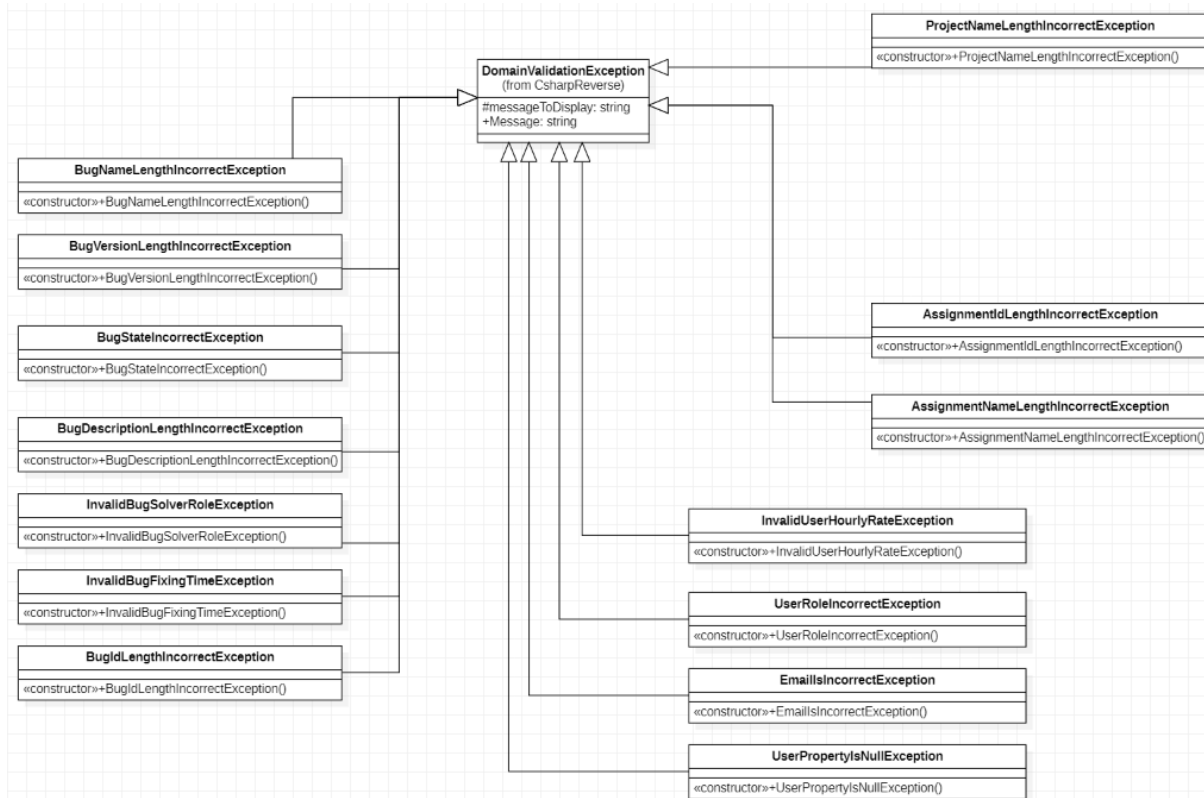 ProjectNameLengthIncorrectException
«constructor»+ProjectNameLengthIncorrectException()
DomainValidationException
(from CsharpReverse)
#messageToDisplay: string
+Message: string
BugNameLengthIncorrectException
«constructor»+BugNameLengthIncorrectException()
BugVersionLengthIncorrectException
«constructor»+BugVersionLengthIncorrectException()
BugStateIncorrectException
«constructor»+BugStateIncorrectException()
BugDescriptionLengthIncorrectException
«constructor»+BugDescriptionLengthIncorrectException()
InvalidBugSolverRoleException
«constructor»+InvalidBugSolverRoleException()
InvalidBugFixingTimeException
«constructor»+InvalidBugFixingTimeException()
BugIdLengthIncorrectException
«constructor»+BugIdLengthIncorrectException()
AssignmentIdLengthIncorrectException
«constructor»+AssignmentIdLengthIncorrectException()
AssignmentNameLengthIncorrectException
«constructor»+AssignmentNameLengthIncorrectException()
InvalidUserHourlyRateException
«constructor»+InvalidUserHourlyRateException()
UserRoleIncorrectException
«constructor»+UserRoleIncorrectException()
EmailIsIncorrectException
«constructor»+EmailIsIncorrectException()
UserPropertyIsNullException
«constructor»+UserPropertyIsNullException()